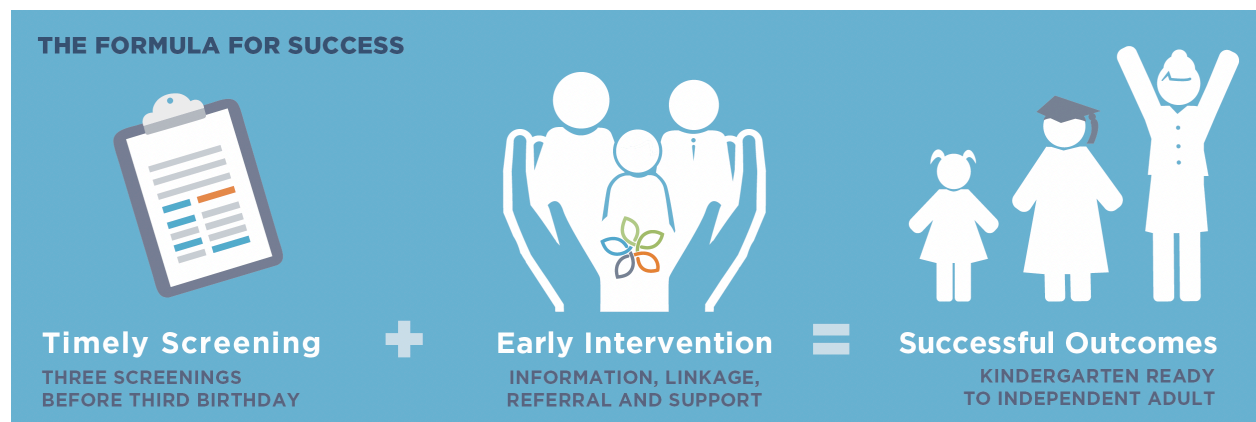 THE FORMULA FOR SUCCESS
Timely Screening
THREE SCREENINGS
BEFORE THIRD BIRTHDAY
+
Early Intervention
INFORMATION, LINKAGE,
REFERRAL AND SUPPORT
=
Successful Outcomes
KINDERGARTEN READY
TO INDEPENDENT ADULT